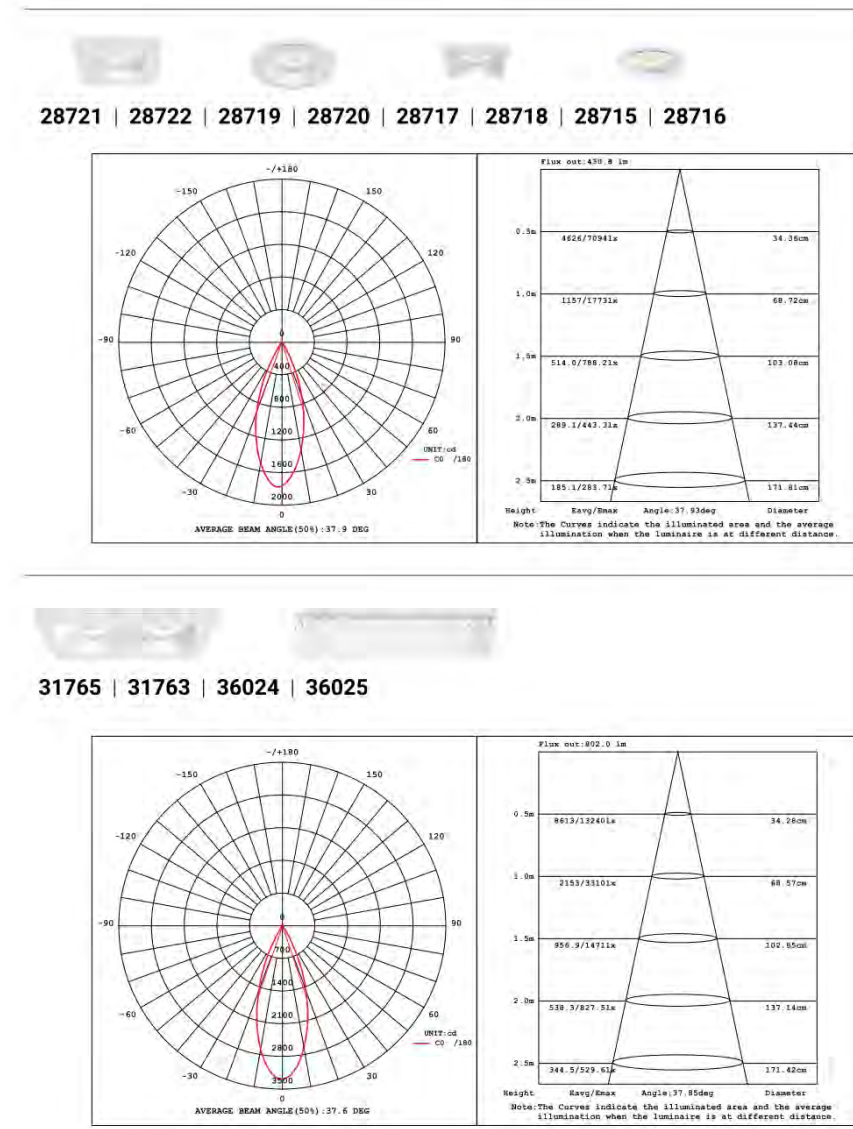 28721 | 28722 | 28719 | 28720 | 28717 | 28718 | 28715 | 28716
-/+180
-150 150
-120 120
-90 90
-60 60
-30 30
0
0
400
800
1200
1600
2000
UNIT:cd
C0 /180
AVERAGE BEAM ANGLE(50%):37.9 DEG
Flux out:430.8 lm
0.5m 4626/7094lx 34.36cm
1.0m 1157/1773lx 68.72cm
1.5m 514.0/788.2lx 103.08cm
2.0m 289.1/443.3lx 137.44cm
2.5m 185.1/283.7lx 171.81cm
Height Eavg/Emax Angle:37.93deg Diameter
Note:The Curves indicate the illuminated area and the average
illumination when the luminaire is at different distance.
31765 | 31763 | 36024 | 36025
-/+180
-150 150
-120 120
-90 90
-60 60
-30 30
0
0
700
1400
2100
2800
3500
UNIT:cd
C0 /180
AVERAGE BEAM ANGLE(50%):37.6 DEG
Flux out:802.0 lm
0.5m 8613/13240lx 34.28cm
1.0m 2153/3310lx 68.57cm
1.5m 956.9/1471lx 102.85cm
2.0m 538.3/827.5lx 137.14cm
2.5m 344.5/529.6lx 171.42cm
Height Eavg/Emax Angle:37.85deg Diameter
Note:The Curves indicate the illuminated area and the average
illumination when the luminaire is at different distance.